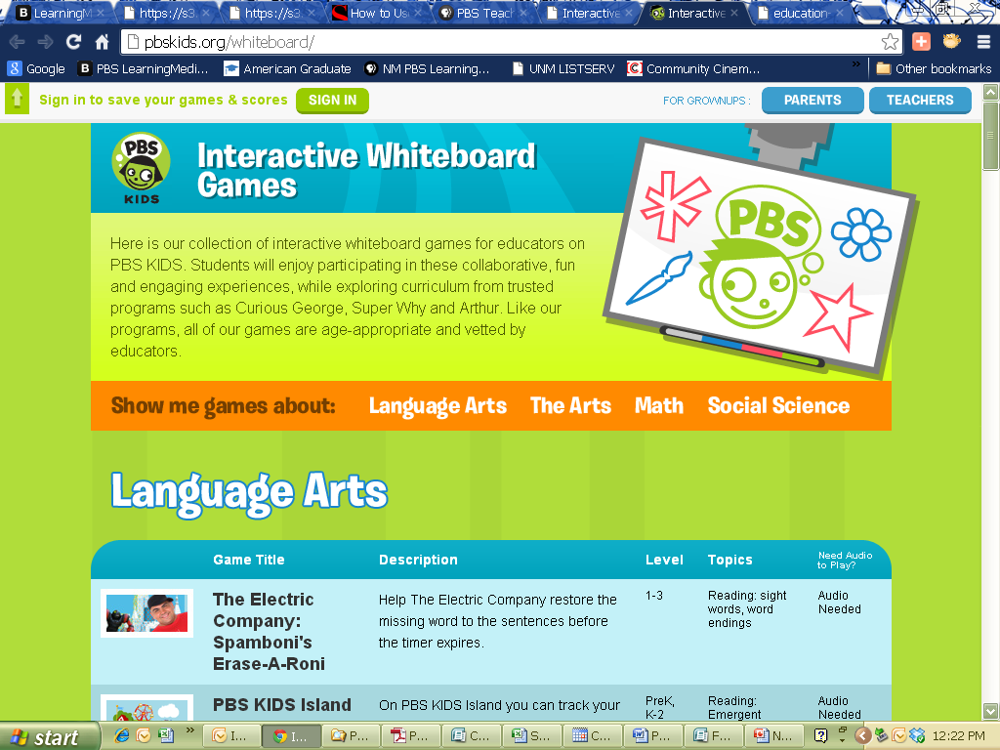 LearningM
https://s3.
https://s3.
How to Us
PBS Teac
Interactive
Interactive
education-
pbskids.org/whiteboard/
Google
PBS LearningMedi...
American Graduate
NM PBS Learning...
UNM LISTSERV
Community Cinem...
»
Other bookmarks
Sign in to save your games & scores
SIGN IN
FOR GROWNUPS :
PARENTS
TEACHERS
PBS
KIDS
Interactive Whiteboard
Games
PBS
Here is our collection of interactive whiteboard games for educators on
PBS KIDS. Students will enjoy participating in these collaborative, fun
and engaging experiences, while exploring curriculum from trusted
programs such as Curious George, Super Why and Arthur. Like our
programs, all of our games are age-appropriate and vetted by
educators.
Show me games about:
Language Arts
The Arts
Math
Social Science
Language Arts
Game Title
Description
Level
Topics
Need Audio
to Play?
The Electric
Company:
Spamboni's
Erase-A-Roni
Help The Electric Company restore the
missing word to the sentences before
the timer expires.
1-3
Reading: sight
words, word
endings
Audio
Needed
PBS KIDS Island
On PBS KIDS Island you can track your
PreK,
K-2
Reading:
Emergent
Audio
Needed
start
»
I...
I...
P...
P...
C...
S...
C...
P...
F...
N...
12:22 PM